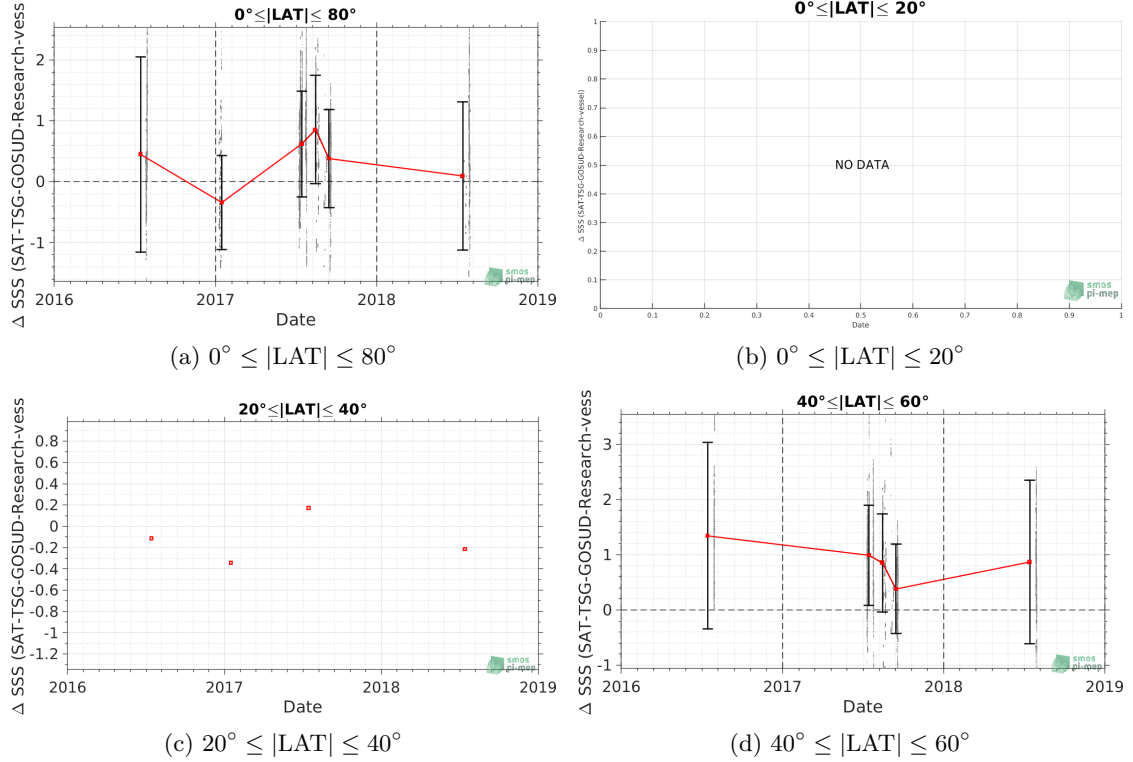 0°≤|LAT|≤ 80°
Δ SSS (SAT-TSG-GOSUD-Research-vess
2
1
0
-1
2016
2017
2018
2019
Date
smos
pi-mep
(a) 0° ≤ |LAT| ≤ 80°
0°≤|LAT|≤ 20°
Δ SSS (SAT-TSG-GOSUD-Research-vessel)
1
0.9
0.8
0.7
0.6
0.5
0.4
0.3
0.2
0.1
0
NO DATA
0
0.1
0.2
0.3
0.4
0.5
0.6
0.7
0.8
0.9
1
Date
smos
pi-mep
(b) 0° ≤ |LAT| ≤ 20°
20°≤|LAT|≤ 40°
Δ SSS (SAT-TSG-GOSUD-Research-vess
0.8
0.6
0.4
0.2
0
-0.2
-0.4
-0.6
-0.8
-1
-1.2
2016
2017
2018
2019
Date
smos
pi-mep
(c) 20° ≤ |LAT| ≤ 40°
40°≤|LAT|≤ 60°
Δ SSS (SAT-TSG-GOSUD-Research-vess
3
2
1
0
-1
2016
2017
2018
2019
Date
smos
pi-mep
(d) 40° ≤ |LAT| ≤ 60°